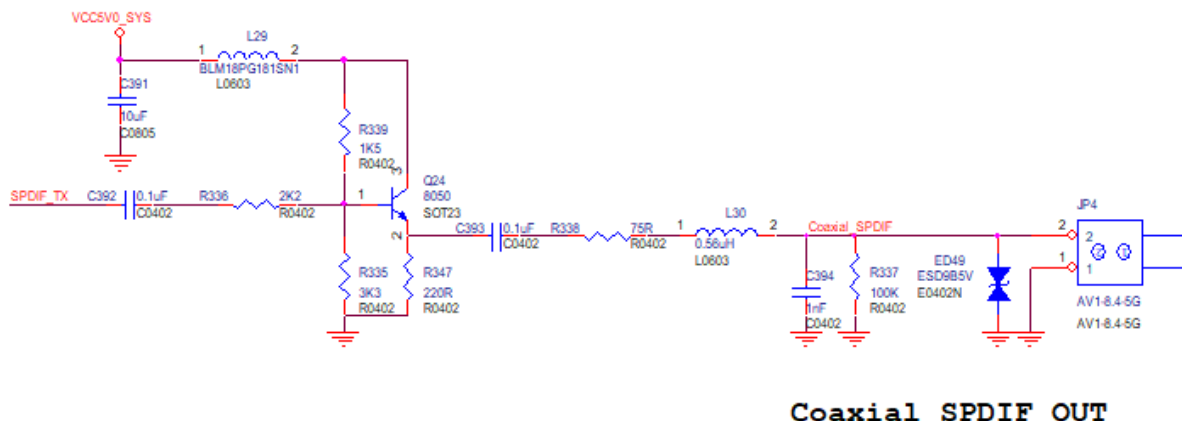 VCC5V0_SYS
L29
1 2
BLM18PG181SN1
L0603
C391
10uF
C0805
R339
1K5
R0402
3
SPDIF_TX
C392
0.1uF
C0402
R336
2K2
R0402
1
Q24
8050
SOT23
2
C393
0.1uF
C0402
R338
75R
R0402
1 L30 2
0.56uH
L0603
Coaxial_SPDIF
JP4
2 2
1 1
R335
3K3
R0402
R347
220R
R0402
C394
1nF
C0402
R337
100K
R0402
ED49
ESD9B5V
E0402N
AV1-8.4-5G
AV1-8.4-5G
Coaxial SPDIF OUT